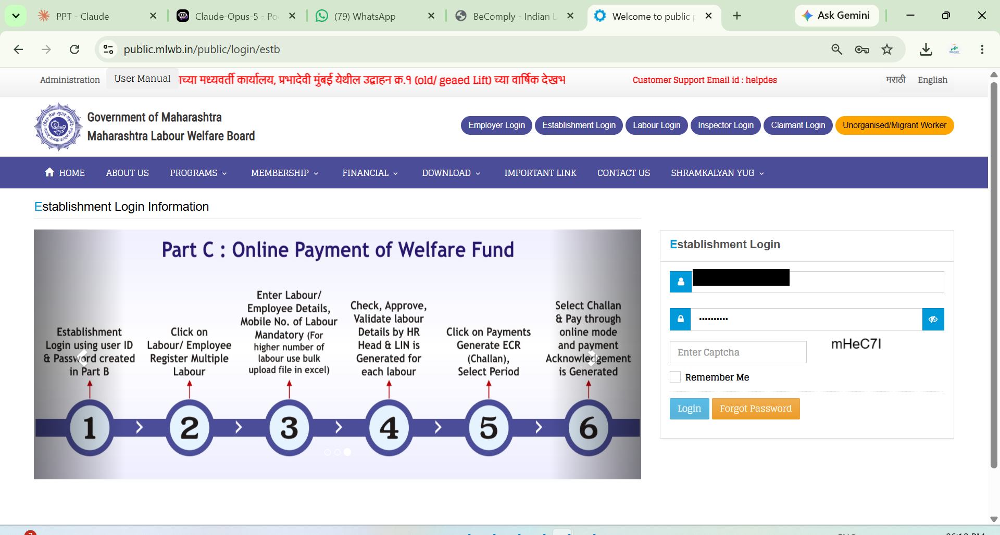 PPT - Claude
Claude-Opus-5 - Po
(79) WhatsApp
BeComply - Indian L
Welcome to public p
Ask Gemini
public.mlwb.in/public/login/estb
Administration
User Manual
च्या मध्यवर्ती कार्यालय, प्रभादेवी मुंबई येथील उद्वाहन क्र.१ (old/ geaed Lift) च्या वार्षिक देखभ
Customer Support Email id : helpdes
मराठी
English
Government of Maharashtra
Maharashtra Labour Welfare Board
Employer Login
Establishment Login
Labour Login
Inspector Login
Claimant Login
Unorganised/Migrant Worker
HOME
ABOUT US
PROGRAMS
MEMBERSHIP
FINANCIAL
DOWNLOAD
IMPORTANT LINK
CONTACT US
SHRAMKALYAN YUG
Establishment Login Information
Part C : Online Payment of Welfare Fund
Establishment
Login using user ID
& Password created
in Part B
Click on
Labour/ Employee
Register Multiple
Labour
Enter Labour/
Employee Details,
Mobile No. of Labour
Mandatory (For
higher number of
labour use bulk
upload file in excel)
Check, Approve,
Validate labour
Details by HR
Head & LIN is
Generated for
each labour
Click on Payments
Generate ECR
(Challan),
Select Period
Select Challan
& Pay through
online mode
and payment
Acknowledgement
is Generated
1
2
3
4
5
6
Establishment Login
Enter Captcha
mHeC7I
Remember Me
Login
Forgot Password